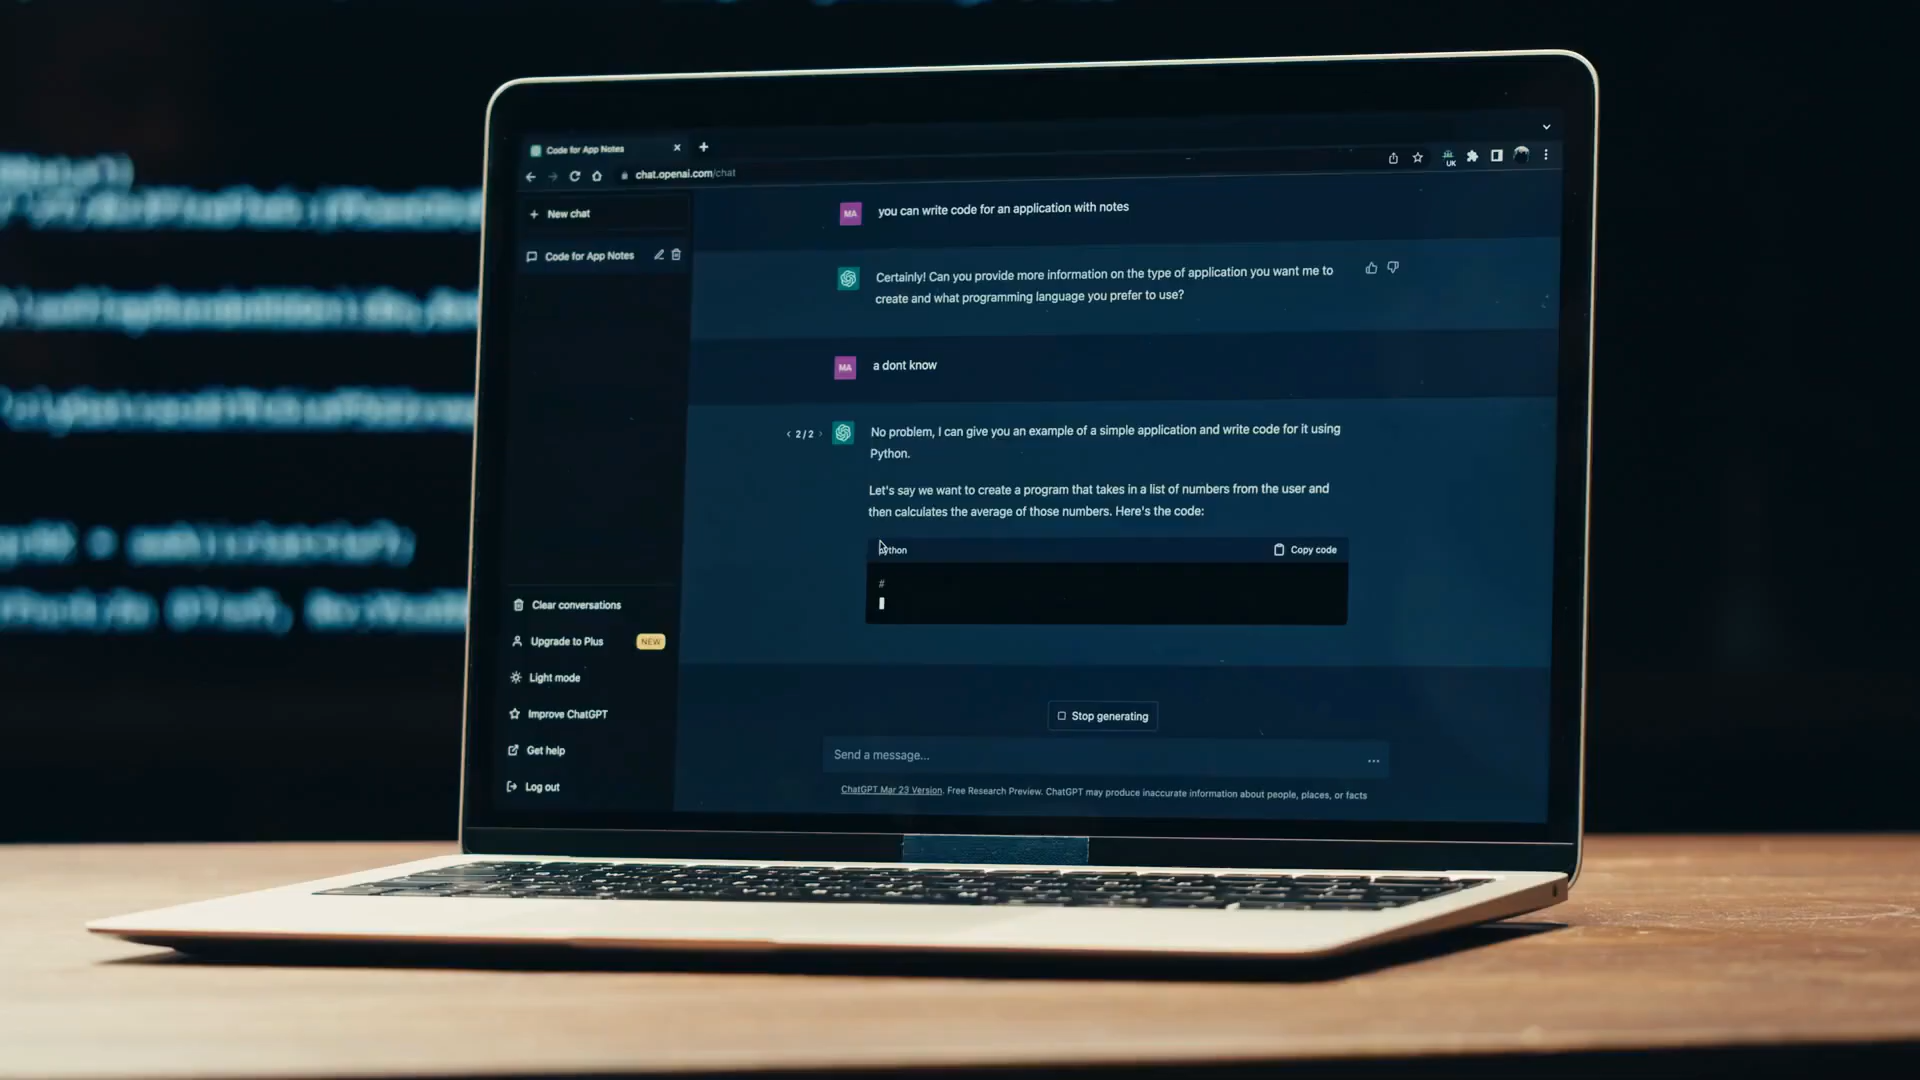 Code for App Notes
chat.openai.com/chat
UK
New chat
Code for App Notes
MA
you can write code for an application with notes
Certainly! Can you provide more information on the type of application you want me to
create and what programming language you prefer to use?
MA
a dont know
2/2
No problem, I can give you an example of a simple application and write code for it using
Python.
Let's say we want to create a program that takes in a list of numbers from the user and
then calculates the average of those numbers. Here's the code:
python
Copy code
#
Clear conversations
Upgrade to Plus
NEW
Light mode
Improve ChatGPT
Get help
Log out
Stop generating
Send a message...
ChatGPT Mar 23 Version. Free Research Preview. ChatGPT may produce inaccurate information about people, places, or facts